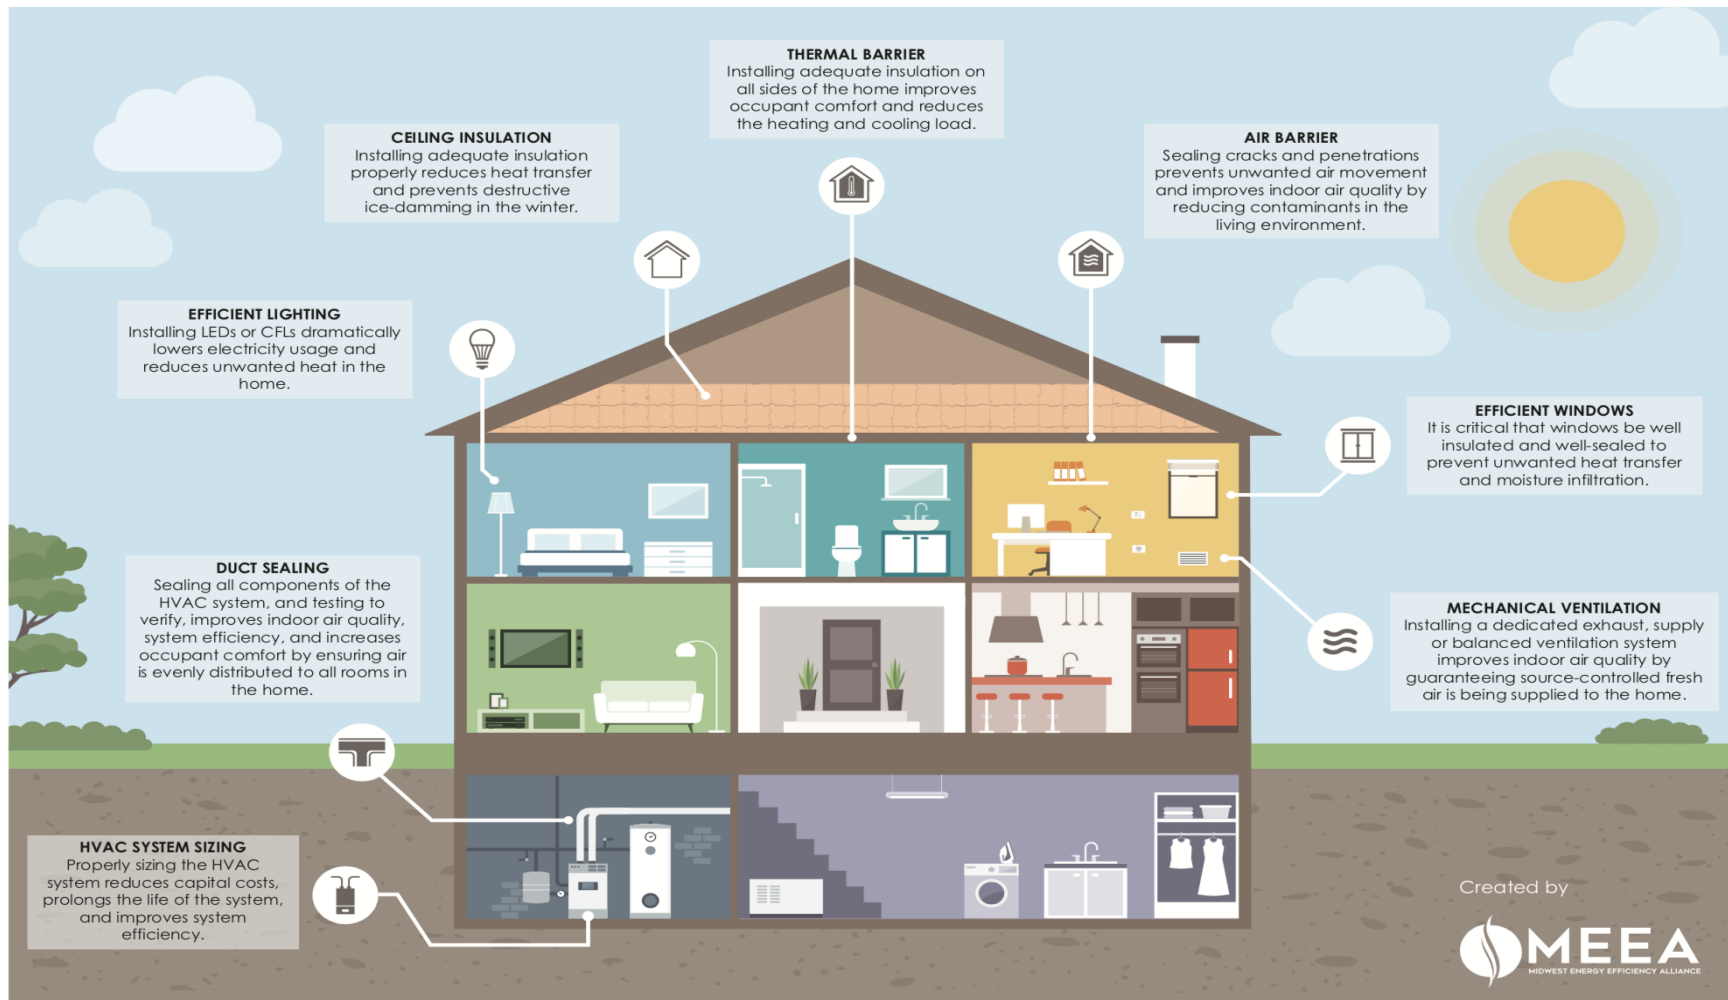 THERMAL BARRIER
Installing adequate insulation on
all sides of the home improves
occupant comfort and reduces
the heating and cooling load.
CEILING INSULATION
Installing adequate insulation
properly reduces heat transfer
and prevents destructive
ice-damming in the winter.
AIR BARRIER
Sealing cracks and penetrations
prevents unwanted air movement
and improves indoor air quality by
reducing contaminants in the
living environment.
EFFICIENT LIGHTING
Installing LEDs or CFLs dramatically
lowers electricity usage and
reduces unwanted heat in the
home.
EFFICIENT WINDOWS
It is critical that windows be well
insulated and well-sealed to
prevent unwanted heat transfer
and moisture infiltration.
DUCT SEALING
Sealing all components of the
HVAC system, and testing to
verify, improves indoor air quality,
system efficiency, and increases
occupant comfort by ensuring air
is evenly distributed to all rooms in
the home.
MECHANICAL VENTILATION
Installing a dedicated exhaust, supply
or balanced ventilation system
improves indoor air quality by
guaranteeing source-controlled fresh
air is being supplied to the home.
HVAC SYSTEM SIZING
Properly sizing the HVAC
system reduces capital costs,
prolongs the life of the system,
and improves system
efficiency.
Created by
MEEA
MIDWEST ENERGY EFFICIENCY ALLIANCE